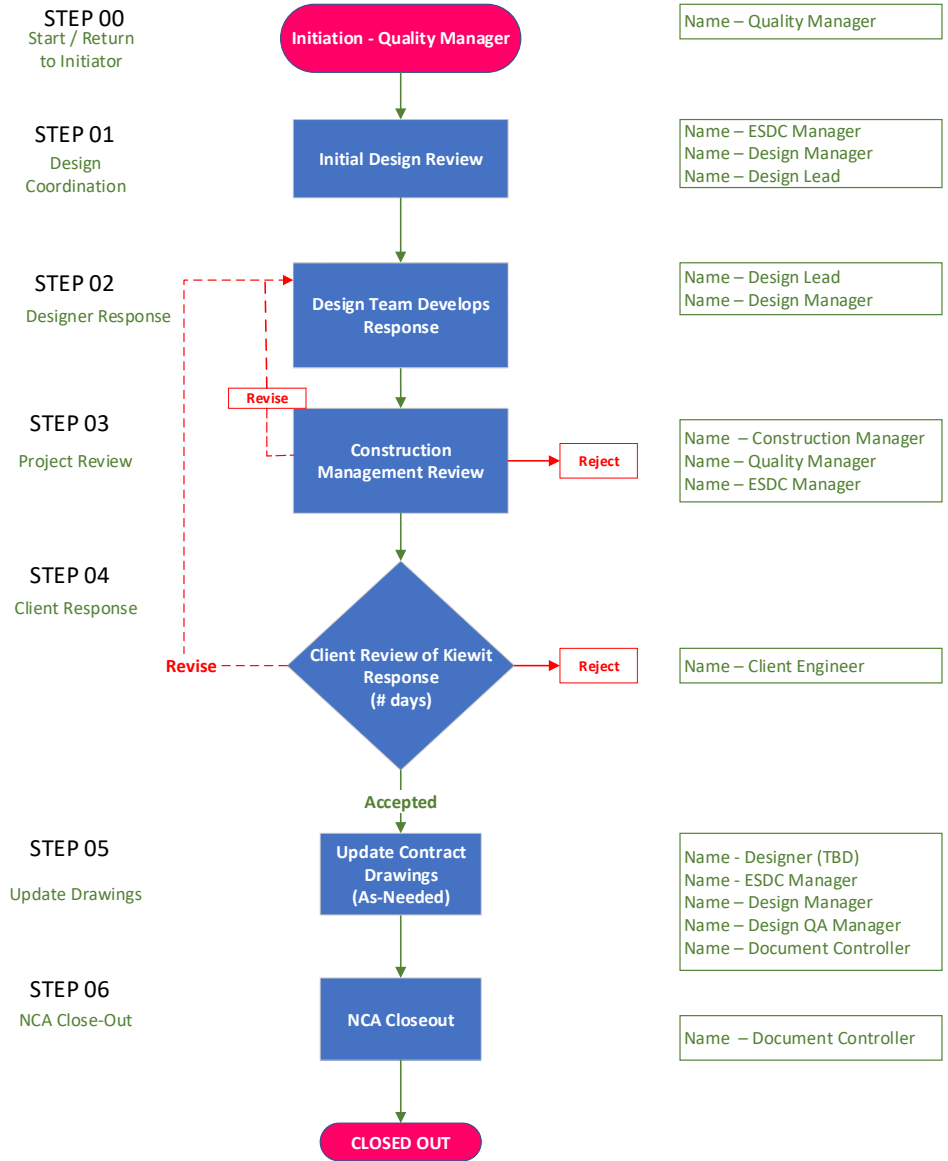 STEP 00
Start / Return
to Initiator
Initiation - Quality Manager
Name – Quality Manager
STEP 01
Design
Coordination
Initial Design Review
Name – ESDC Manager
Name – Design Manager
Name – Design Lead
STEP 02
Designer Response
Design Team Develops
Response
Name – Design Lead
Name – Design Manager
Revise
STEP 03
Project Review
Construction
Management Review
Reject
Name – Construction Manager
Name – Quality Manager
Name – ESDC Manager
STEP 04
Client Response
Revise
Client Review of Kiewit
Response
(# days)
Reject
Name – Client Engineer
Accepted
STEP 05
Update Drawings
Update Contract
Drawings
(As-Needed)
Name - Designer (TBD)
Name - ESDC Manager
Name – Design Manager
Name – Design QA Manager
Name – Document Controller
STEP 06
NCA Close-Out
NCA Closeout
Name – Document Controller
CLOSED OUT